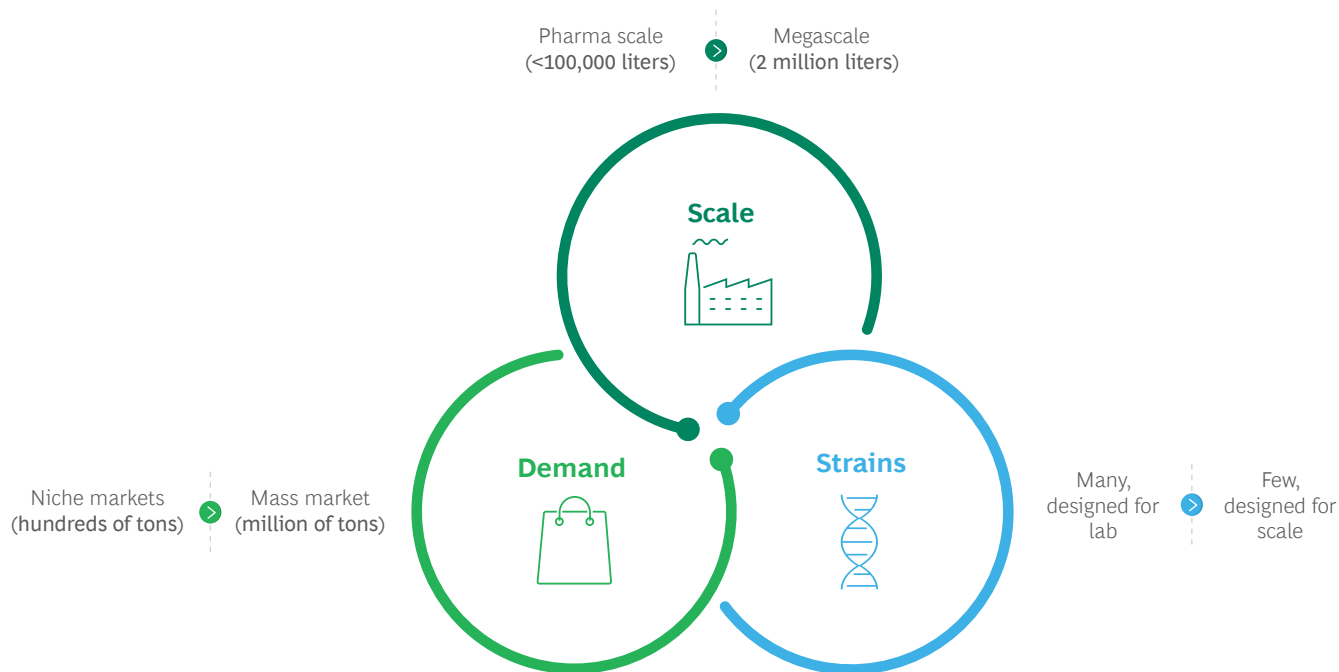 Pharma scale
(<100,000 liters)
Megascale
(2 million liters)
Scale
Demand
Strains
Niche markets
(hundreds of tons)
Mass market
(million of tons)
Many,
designed for
lab
Few,
designed for
scale